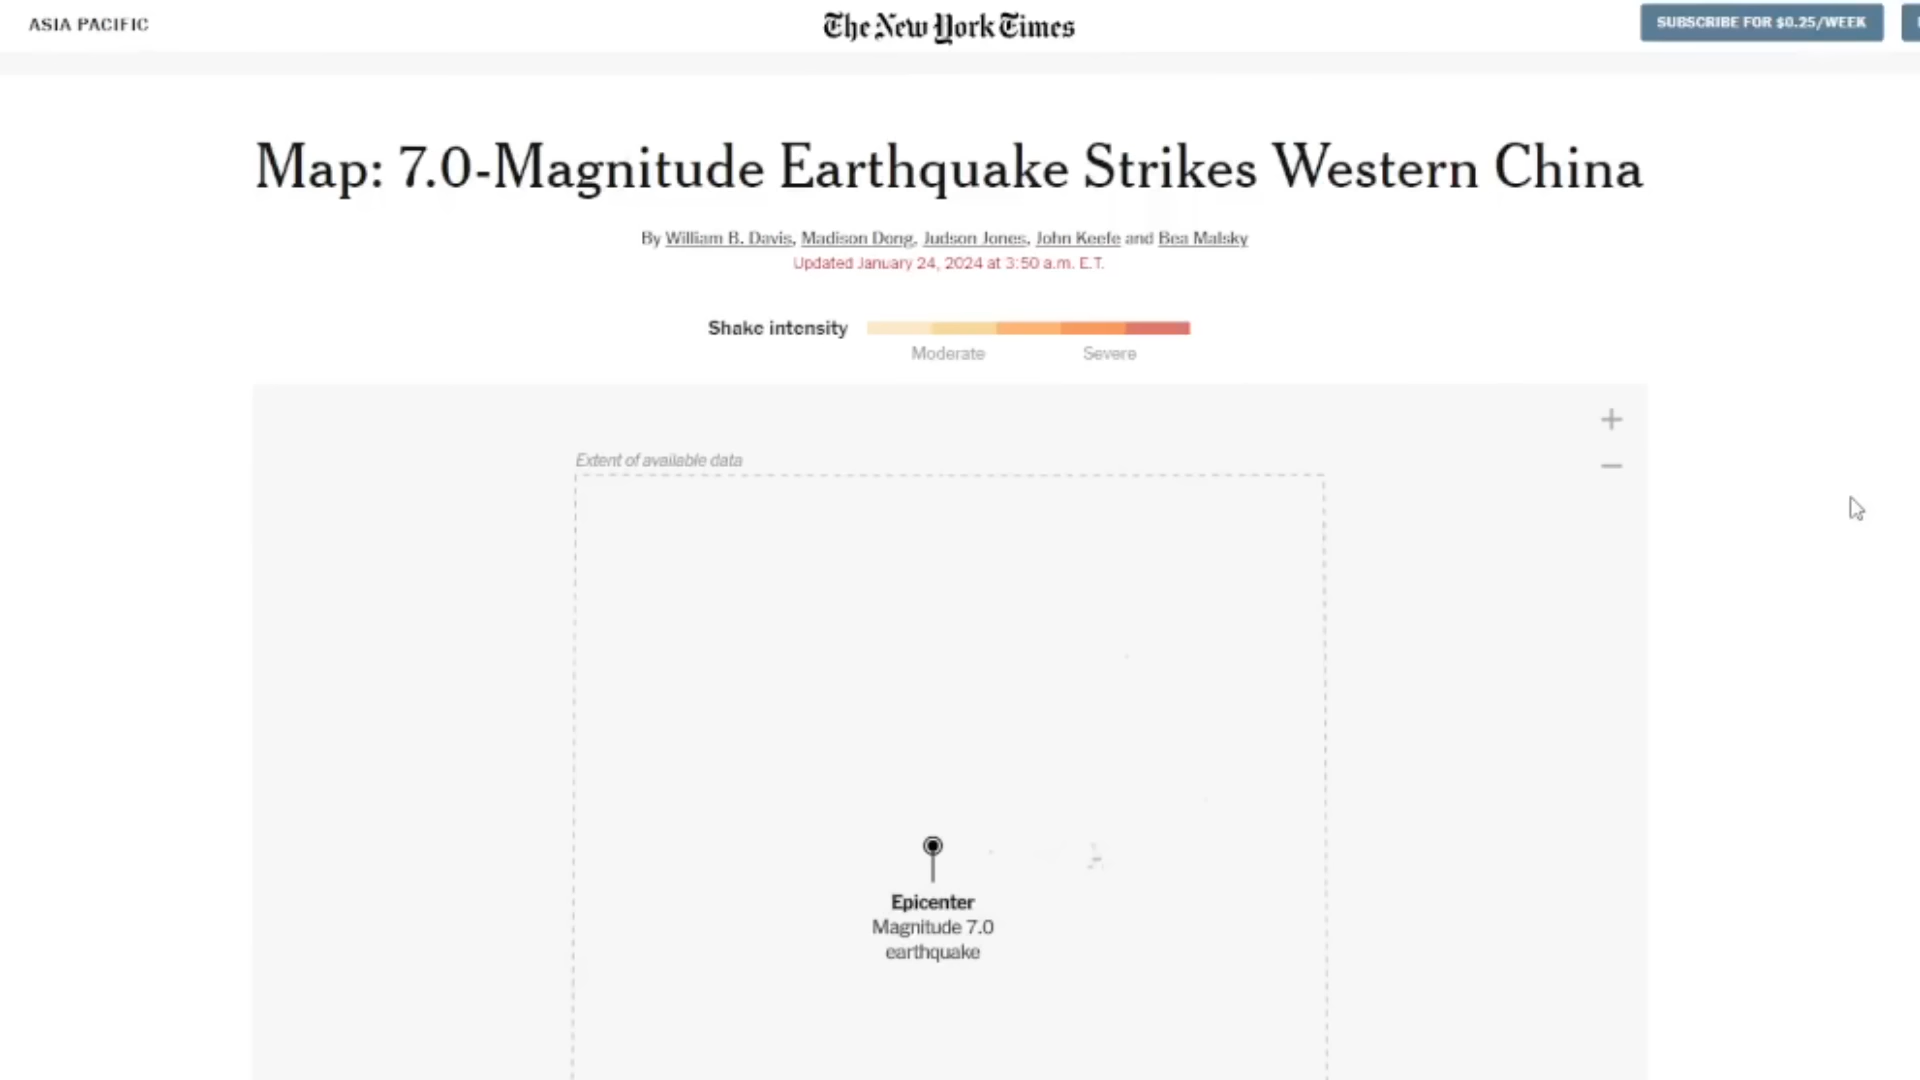 ASIA PACIFIC
The New York Times
SUBSCRIBE FOR $0.25/WEEK
Map: 7.0-Magnitude Earthquake Strikes Western China
By William B. Davis, Madison Dong, Judson Jones, John Keefe and Bea Malsky
Updated January 24, 2024 at 3:50 a.m. E.T.
Shake intensity
Moderate
Severe
Extent of available data
Epicenter
Magnitude 7.0
earthquake